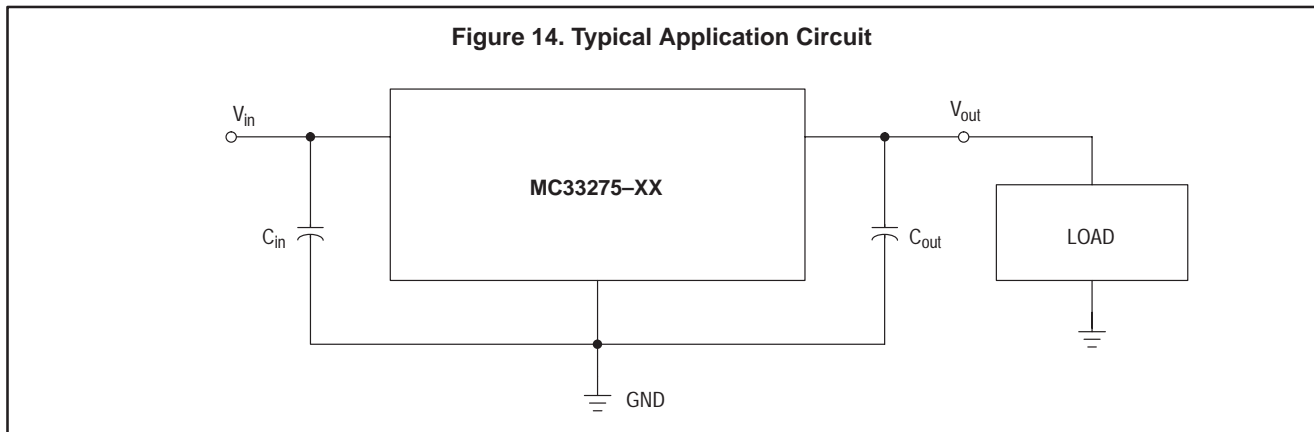 Figure 14. Typical Application Circuit
Vin
Vout
MC33275–XX
Cin
Cout
LOAD
GND